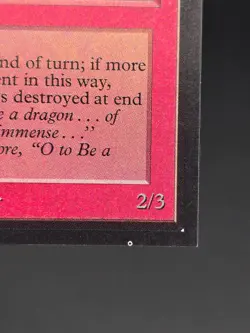 nd of turn; if more
ent in this way,
s destroyed at end
e a dragon . . . of
Immense . . .”
ore, “O to Be a
2/3